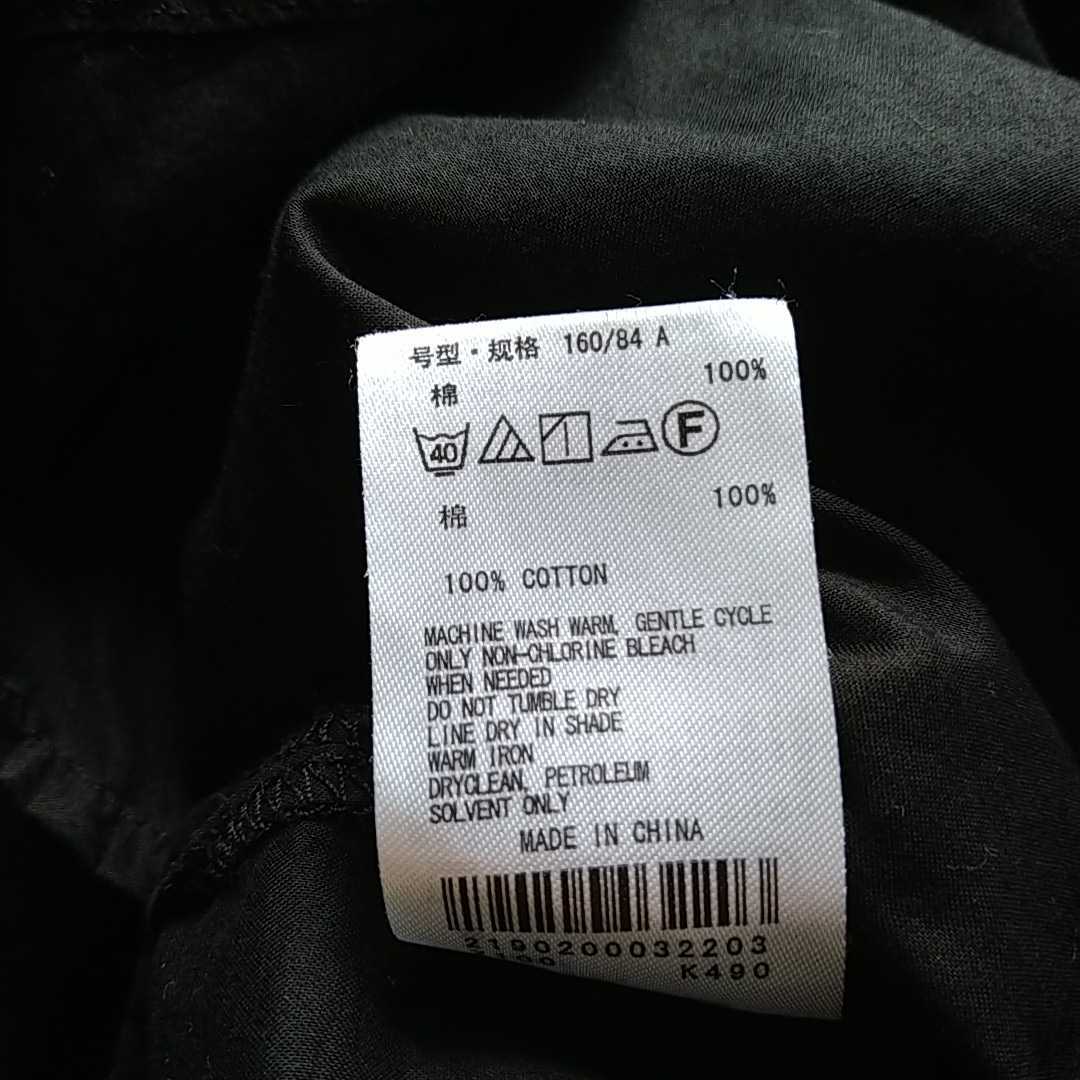 号型·规格 160/84 A
棉 100%
40 F
棉 100%
100% COTTON
MACHINE WASH WARM, GENTLE CYCLE
ONLY NON-CHLORINE BLEACH
WHEN NEEDED
DO NOT TUMBLE DRY
LINE DRY IN SHADE
WARM IRON
DRYCLEAN, PETROLEUM
SOLVENT ONLY
MADE IN CHINA
2190200032203
K490